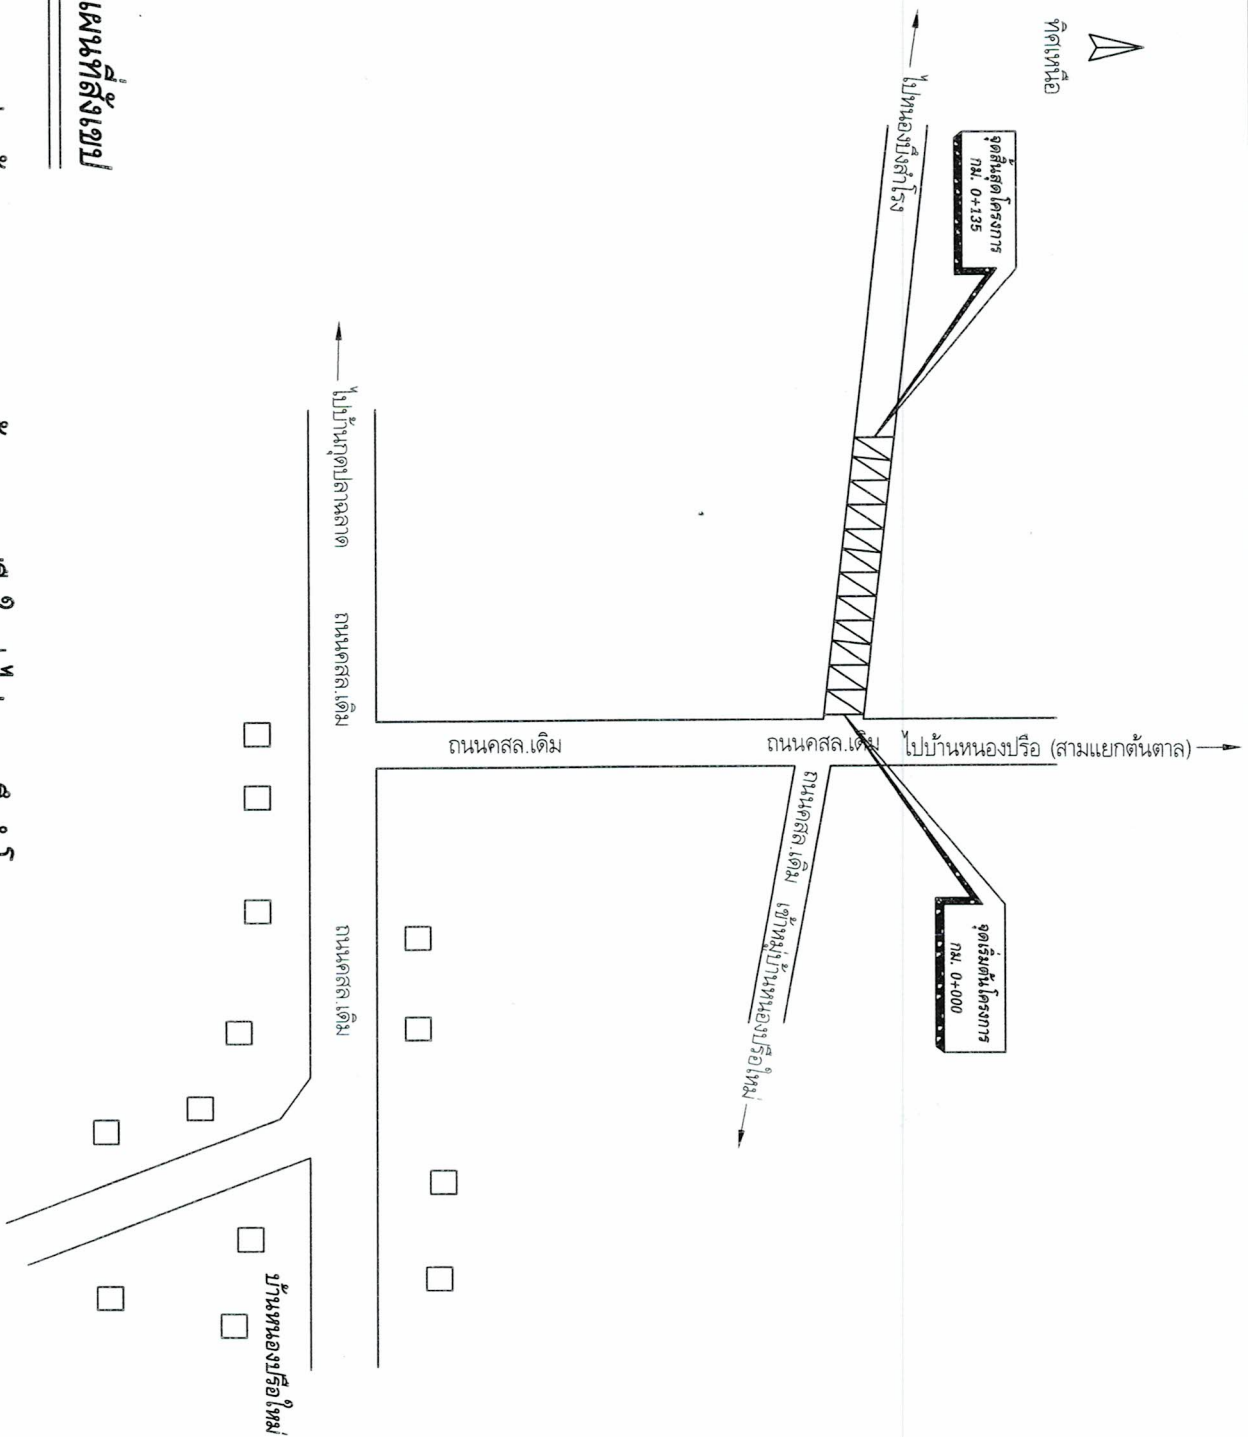 ทิศเหนือ
จุดสิ้นสุดโครงการ
กม. 0+135
จุดเริ่มต้นโครงการ
กม. 0+000
ไปหนองบึงสำโรง
ไปบ้านหนองปรือ (สามแยกต้นตาล)
ถนนคสล.เดิม
ถนนคสล.เดิม
ถนนคสล.เดิม เข้าหมู่บ้านหนองปรือใหม่
ไปบ้านกุดปลาฉลาด ถนนคสล.เดิม ถนนคสล.เดิม
บ้านหนองปรือใหม่
แผนที่สังเขป